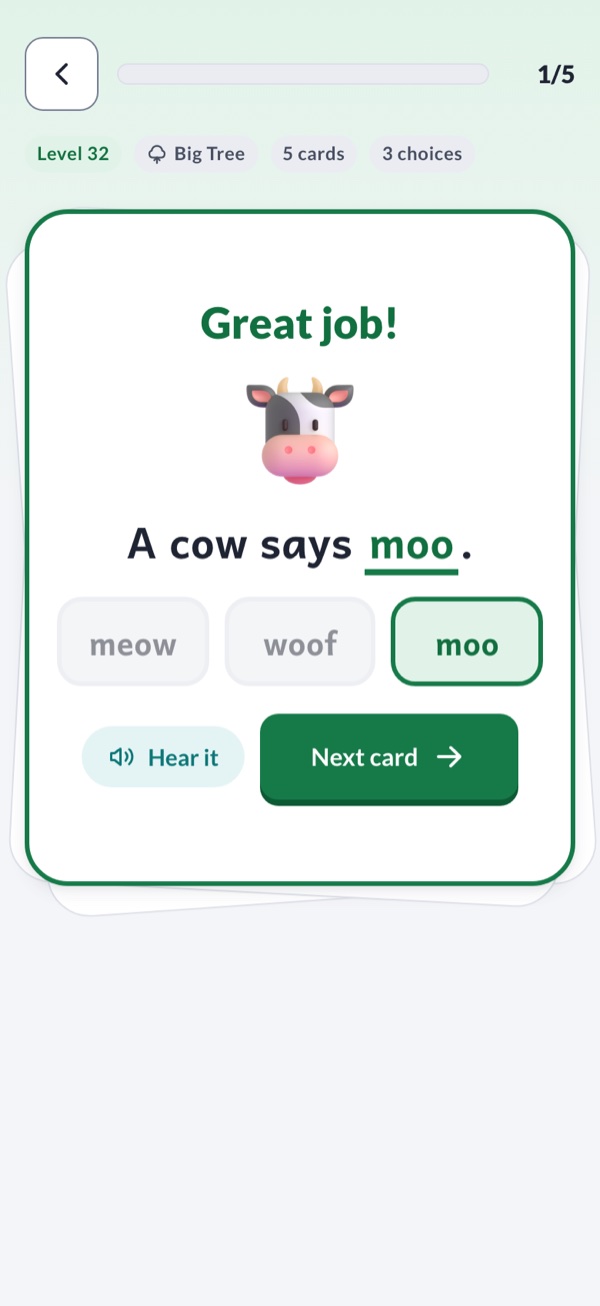 1/5
Level 32 Big Tree 5 cards 3 choices
Great job!
A cow says moo.
meow woof moo
Hear it Next card